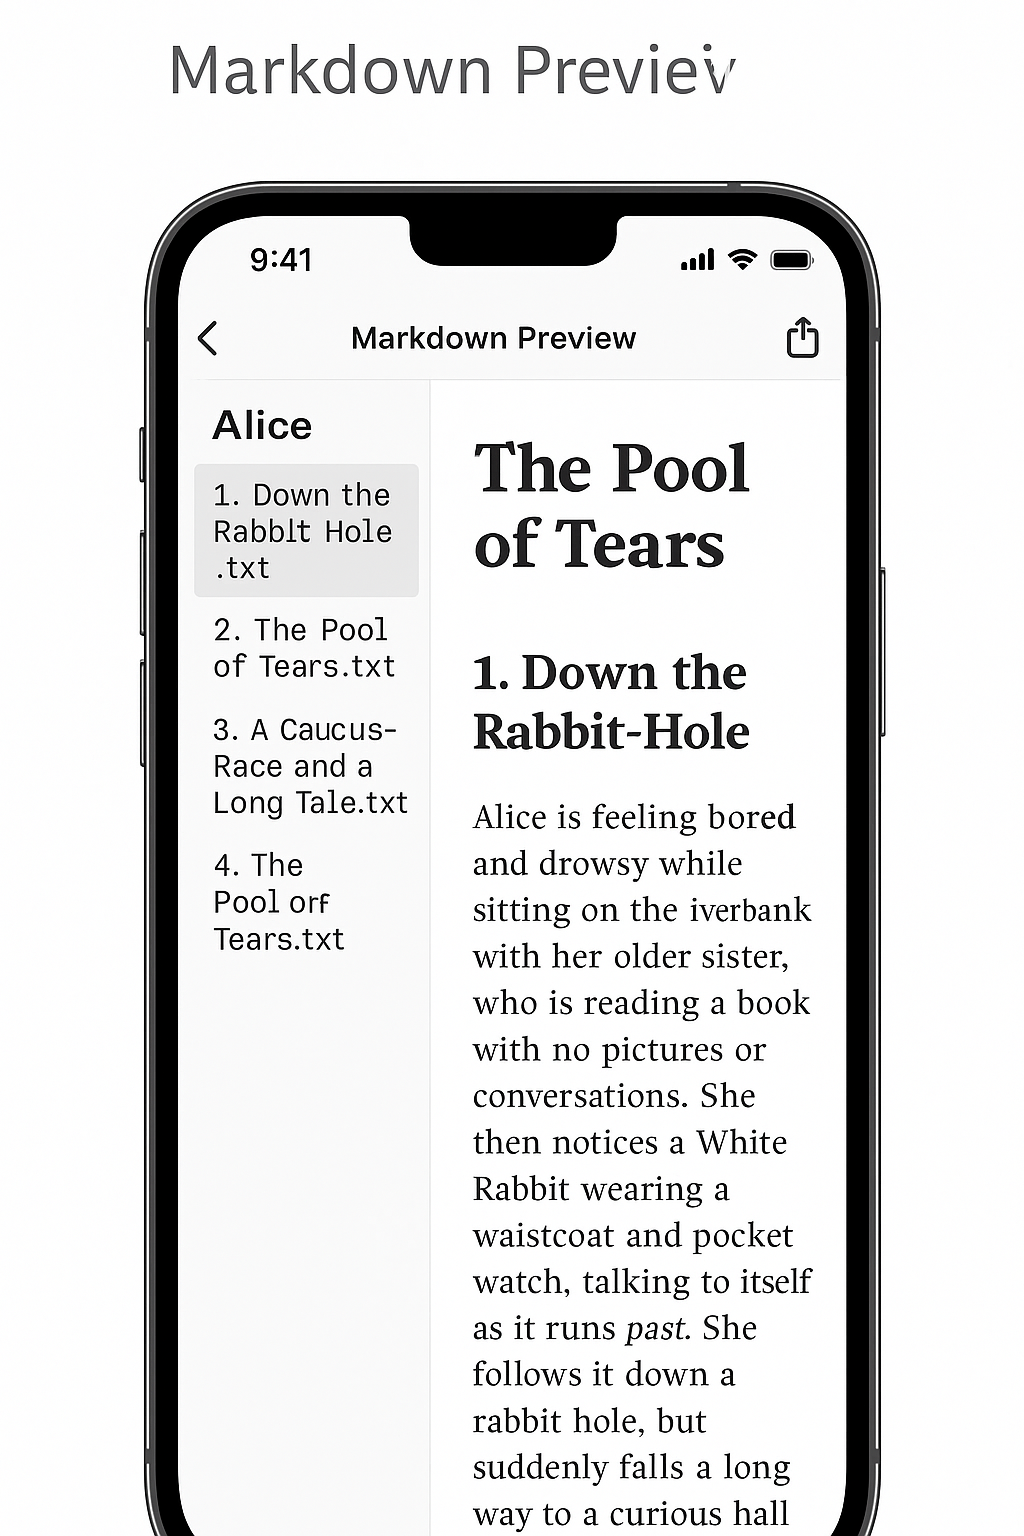 Markdown Previev
9:41
Markdown Preview
Alice
1. Down the
Rabblt Hole
.txt
2. The Pool
of Tears.txt
3. A Caucus-
Race and a
Long Tale.txt
4. The
Pool orf
Tears.txt
The Pool
of Tears
1. Down the
Rabbit-Hole
Alice is feeling bored
and drowsy while
sitting on the iverbank
with her older sister,
who is reading a book
with no pictures or
conversations. She
then notices a White
Rabbit wearing a
waistcoat and pocket
watch, talking to itself
as it runs past. She
follows it down a
rabbit hole, but
suddenly falls a long
way to a curious hall